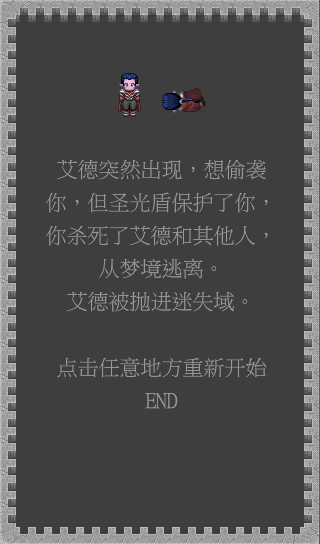 艾德突然出现，想偷袭
你，但圣光盾保护了你，
你杀死了艾德和其他人，
从梦境逃离。
艾德被抛进迷失域。
点击任意地方重新开始
END